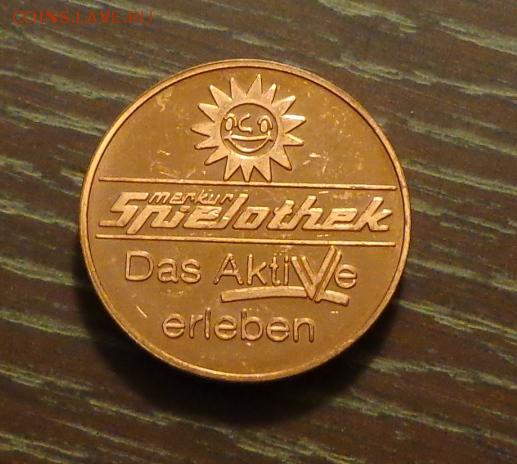 COINS.LAVE.RU
merkur
Spielothek
Das AktiVe
erleben